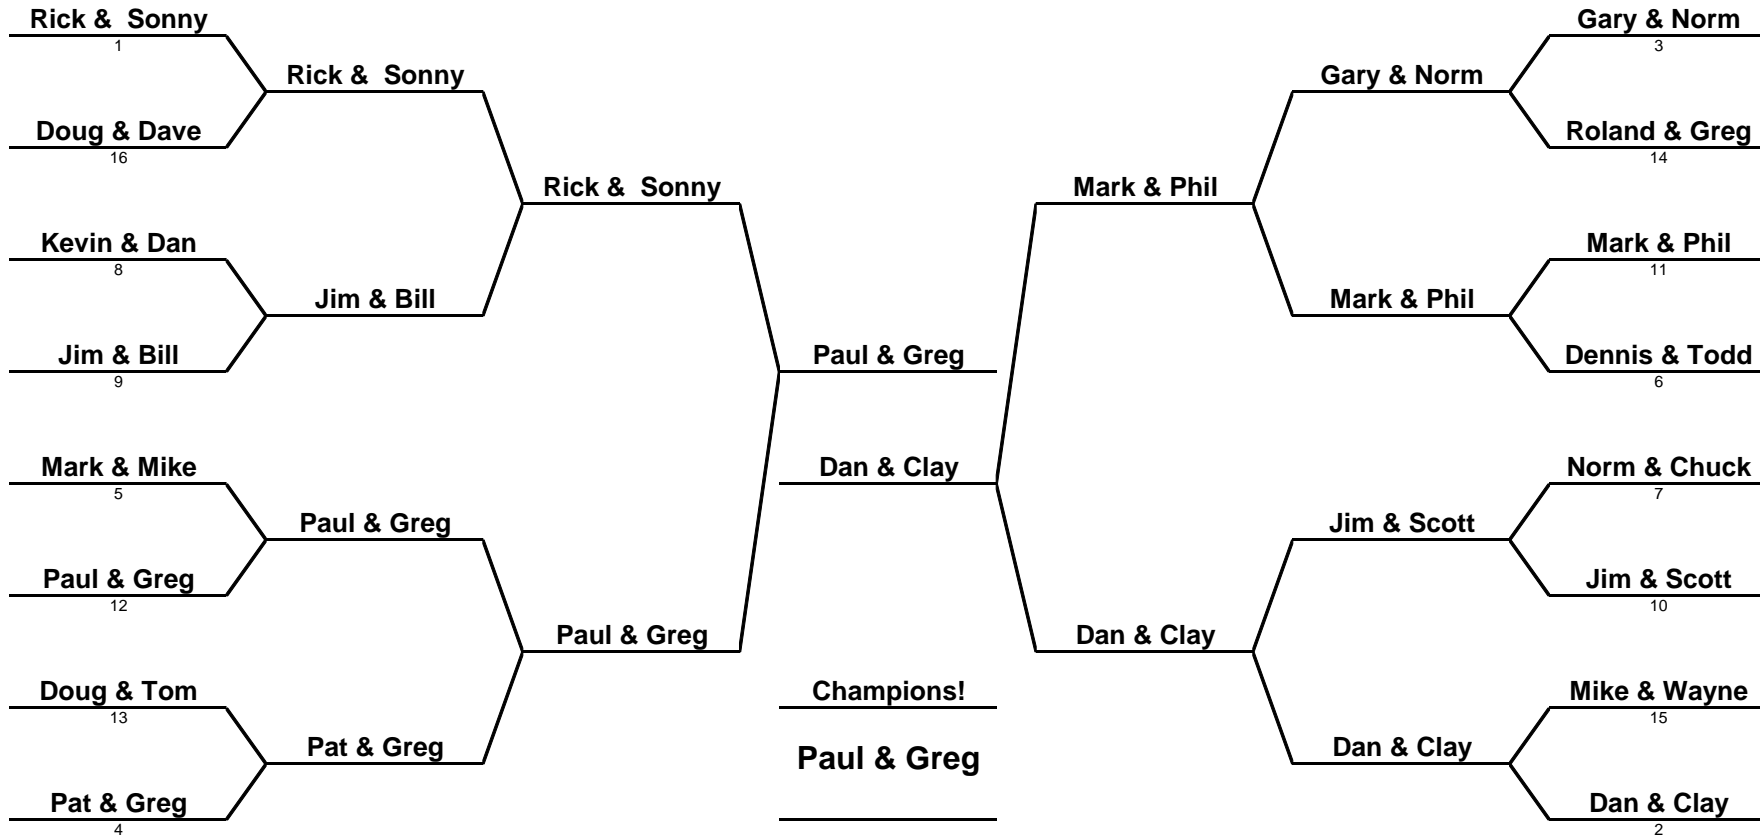 Rick &  Sonny
1
Doug & Dave
16
Kevin & Dan
8
Jim & Bill
9
Mark & Mike
5
Paul & Greg
12
Doug & Tom
13
Pat & Greg
4
Rick &  Sonny
Jim & Bill
Paul & Greg
Pat & Greg
Rick &  Sonny
Paul & Greg
Paul & Greg
Dan & Clay
Champions!
Paul & Greg
Mark & Phil
Dan & Clay
Gary & Norm
Mark & Phil
Jim & Scott
Dan & Clay
Gary & Norm
3
Roland & Greg
14
Mark & Phil
11
Dennis & Todd
6
Norm & Chuck
7
Jim & Scott
10
Mike & Wayne
15
Dan & Clay
2